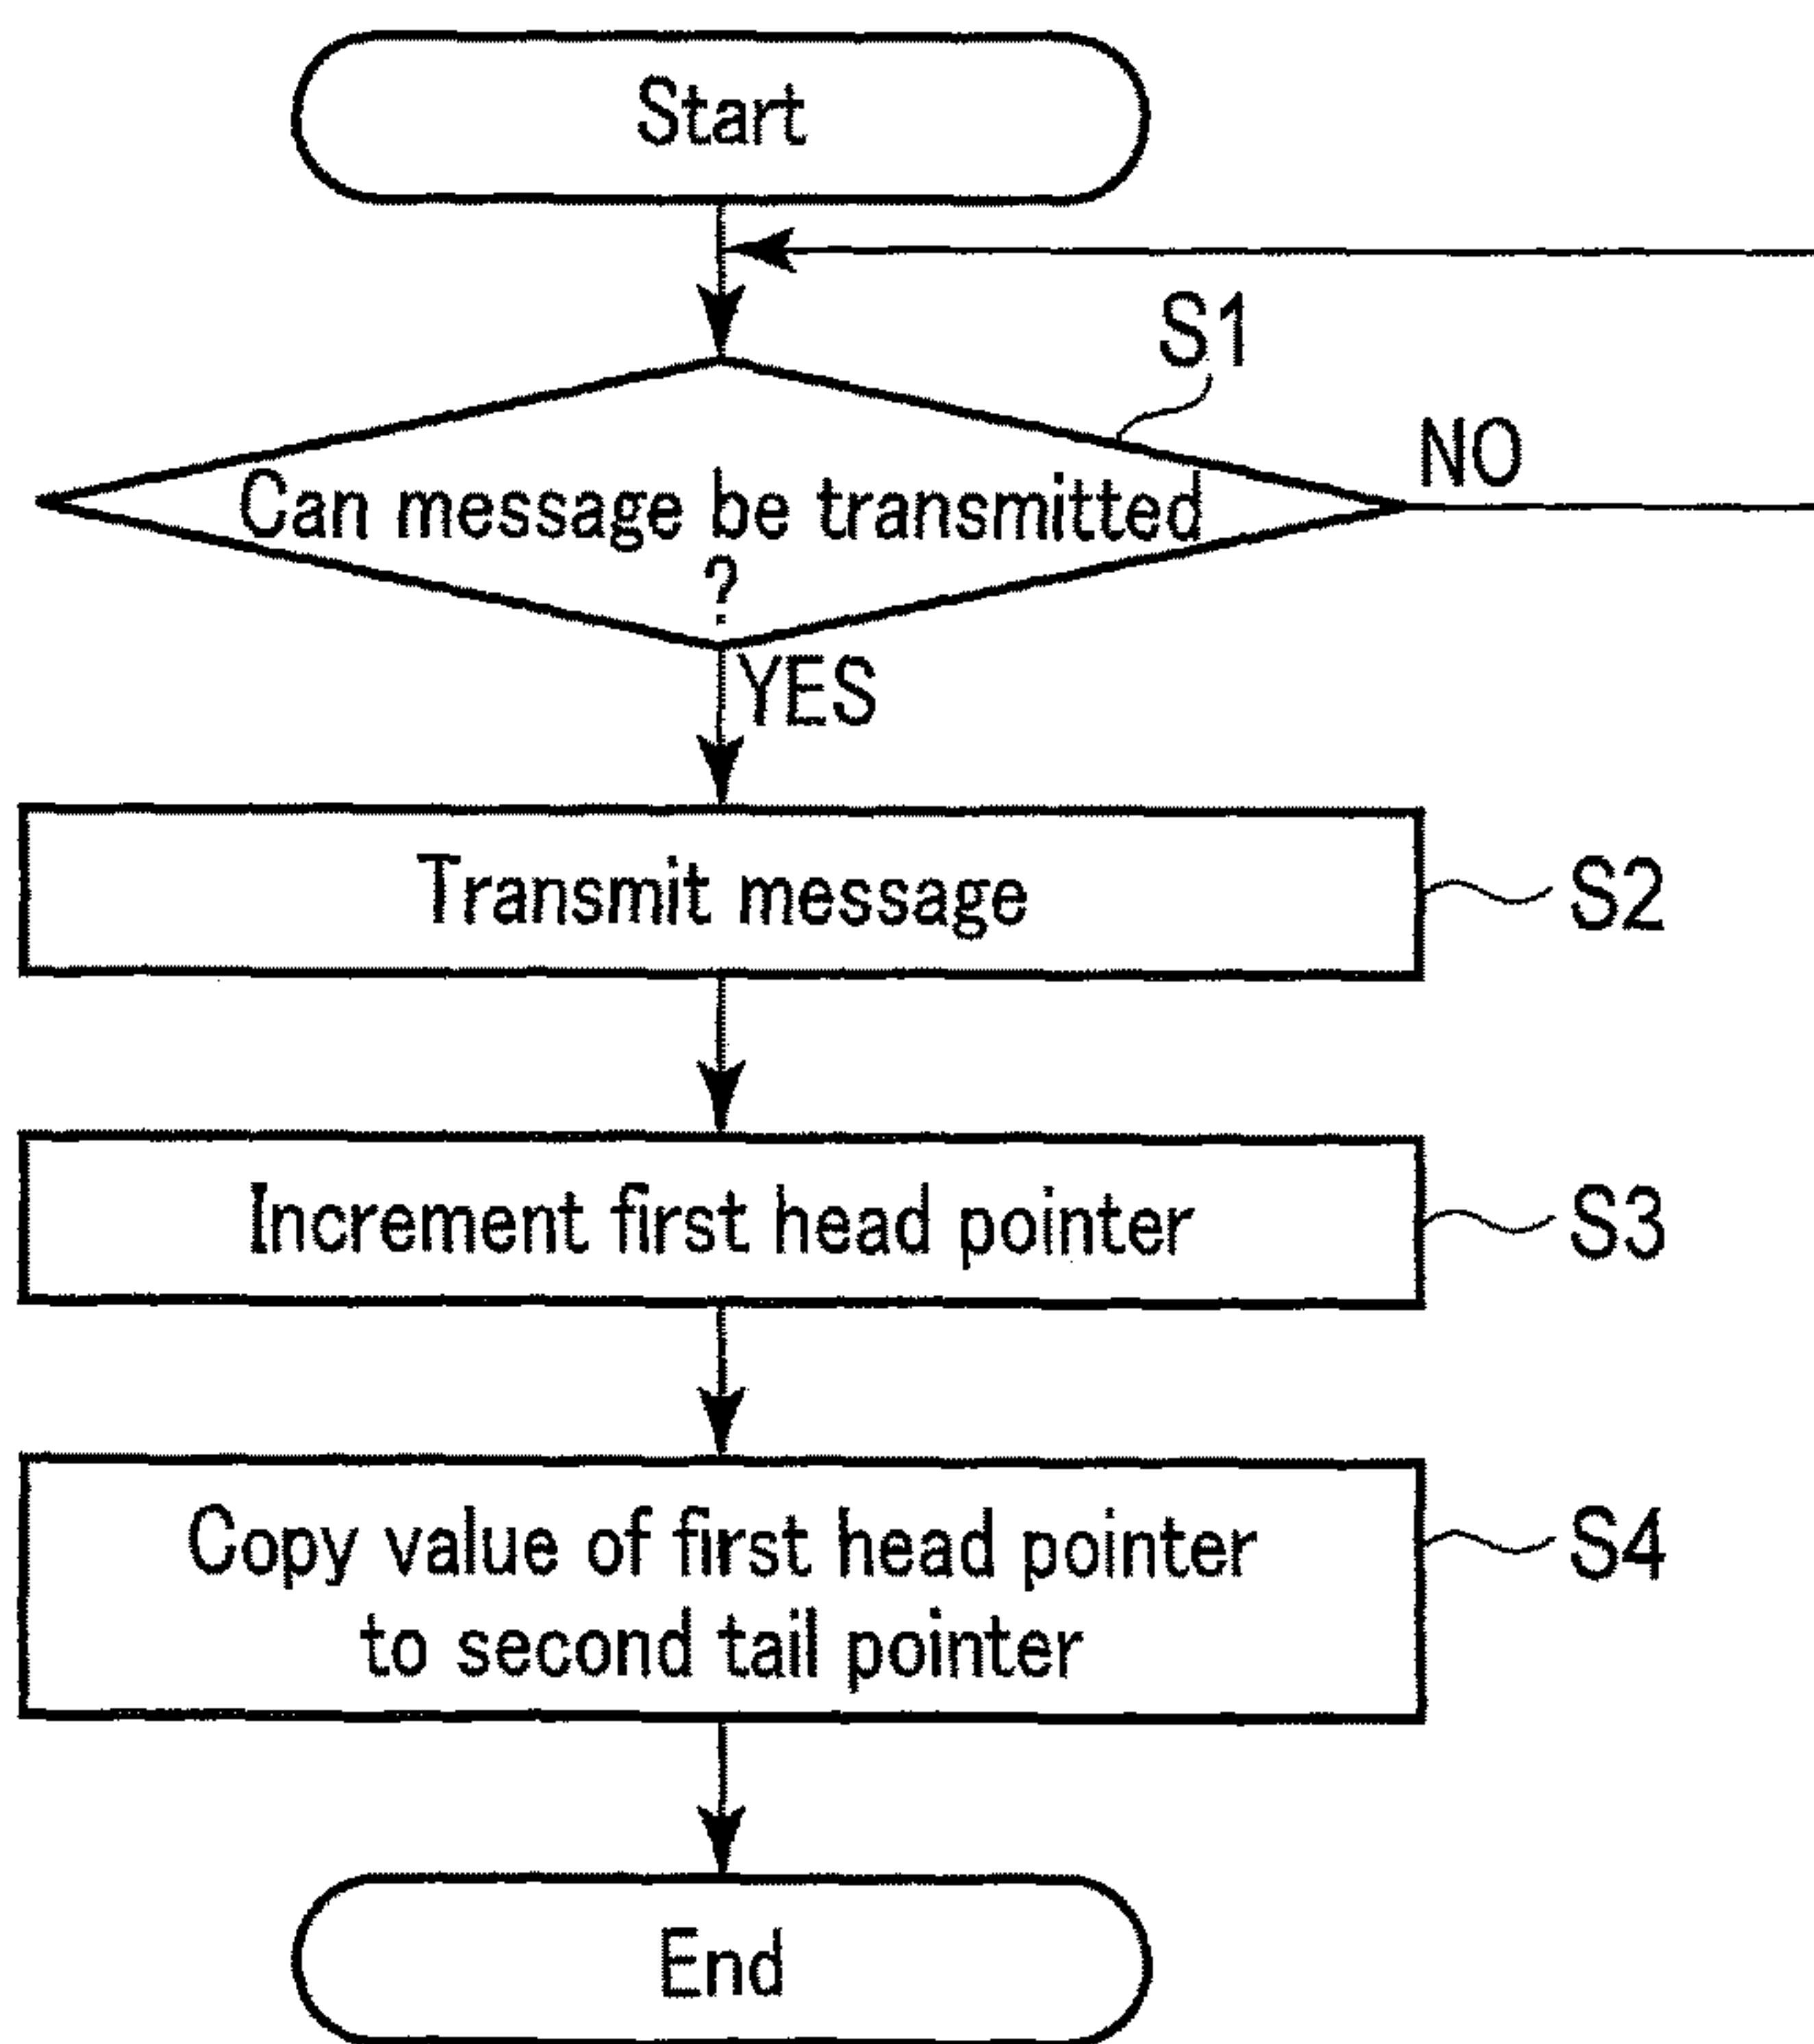 Start
S1
Can message be transmitted
?
NO
YES
Transmit message
S2
Increment first head pointer
S3
Copy value of first head pointer
to second tail pointer
S4
End